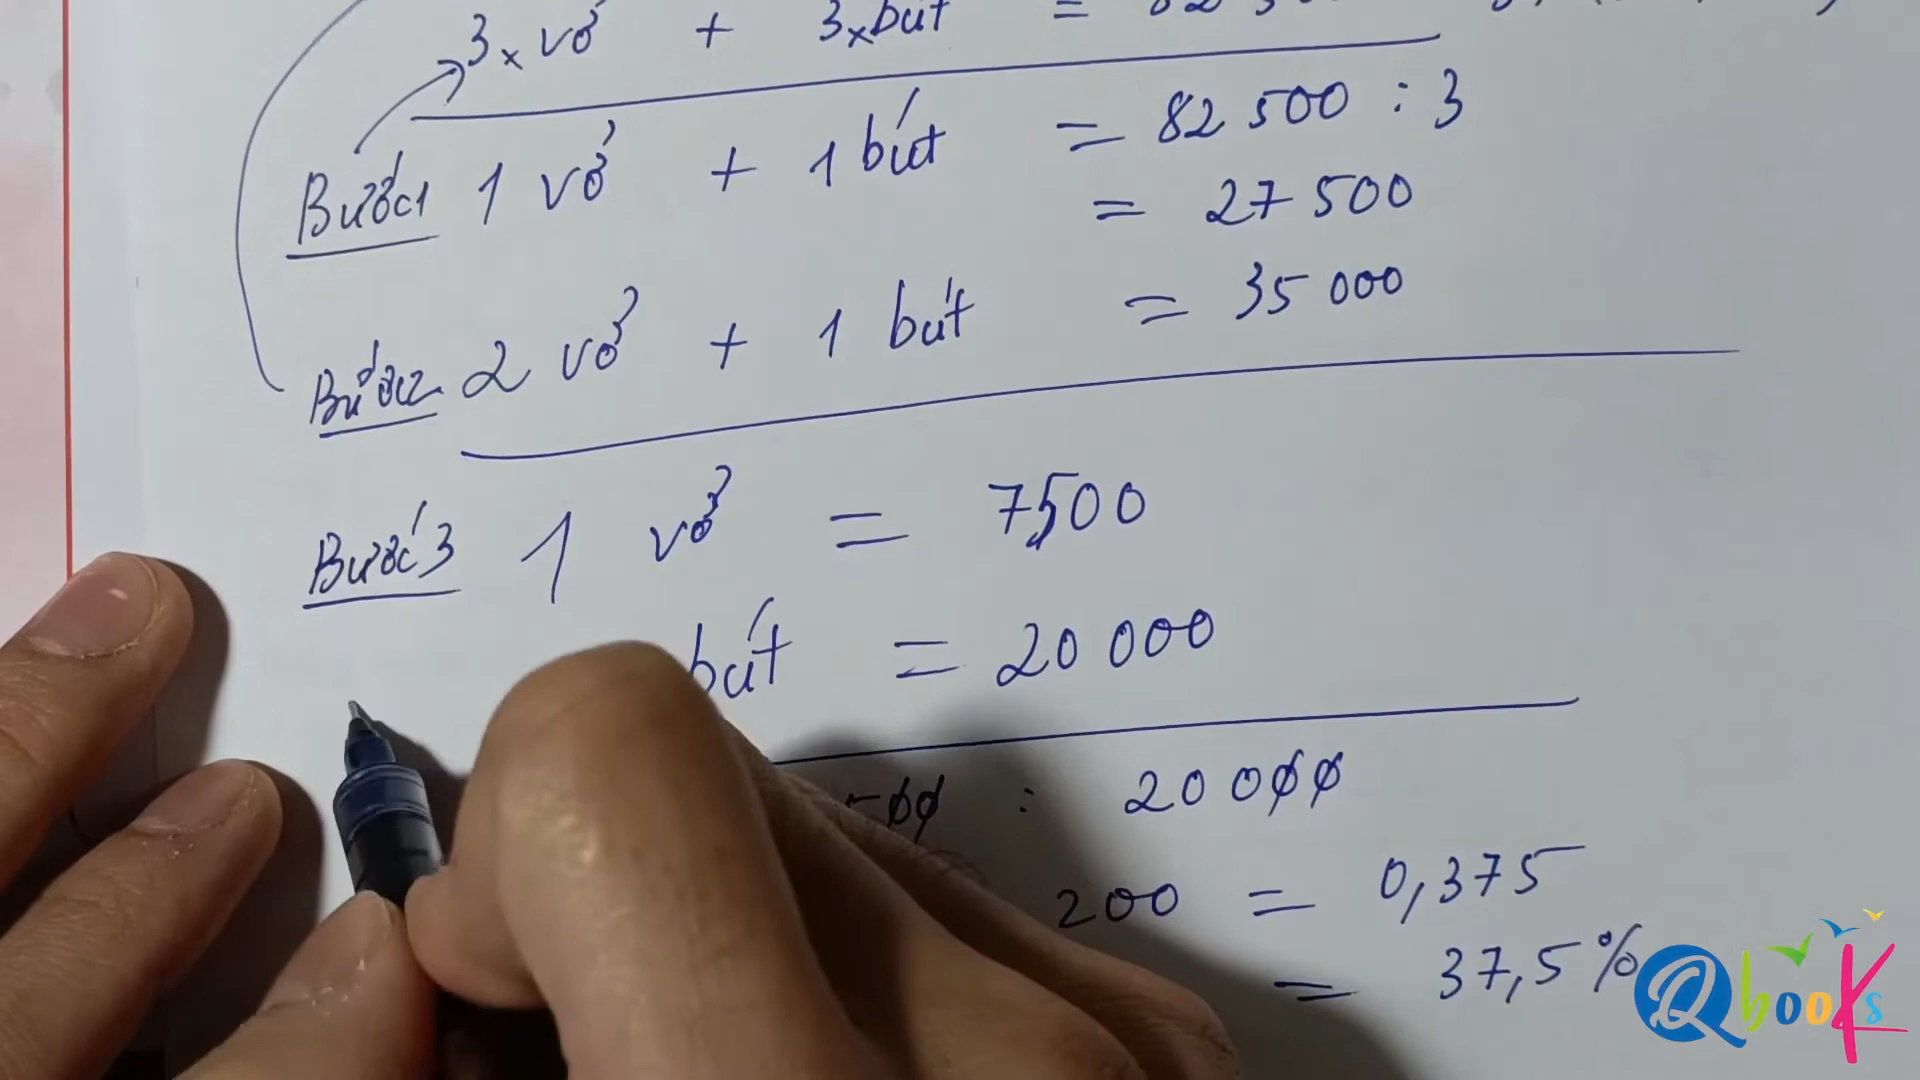 3 x vở + 3 x bút =
1 vở + 1 bút = 82 500 : 3
Bước 1
= 27 500
Bước 2 2 vở + 1 bút = 35 000
Bước 3 1 vở = 7500
bút = 20 000
: 20 000
200 = 0,375
= 37,5 %
Qbooks